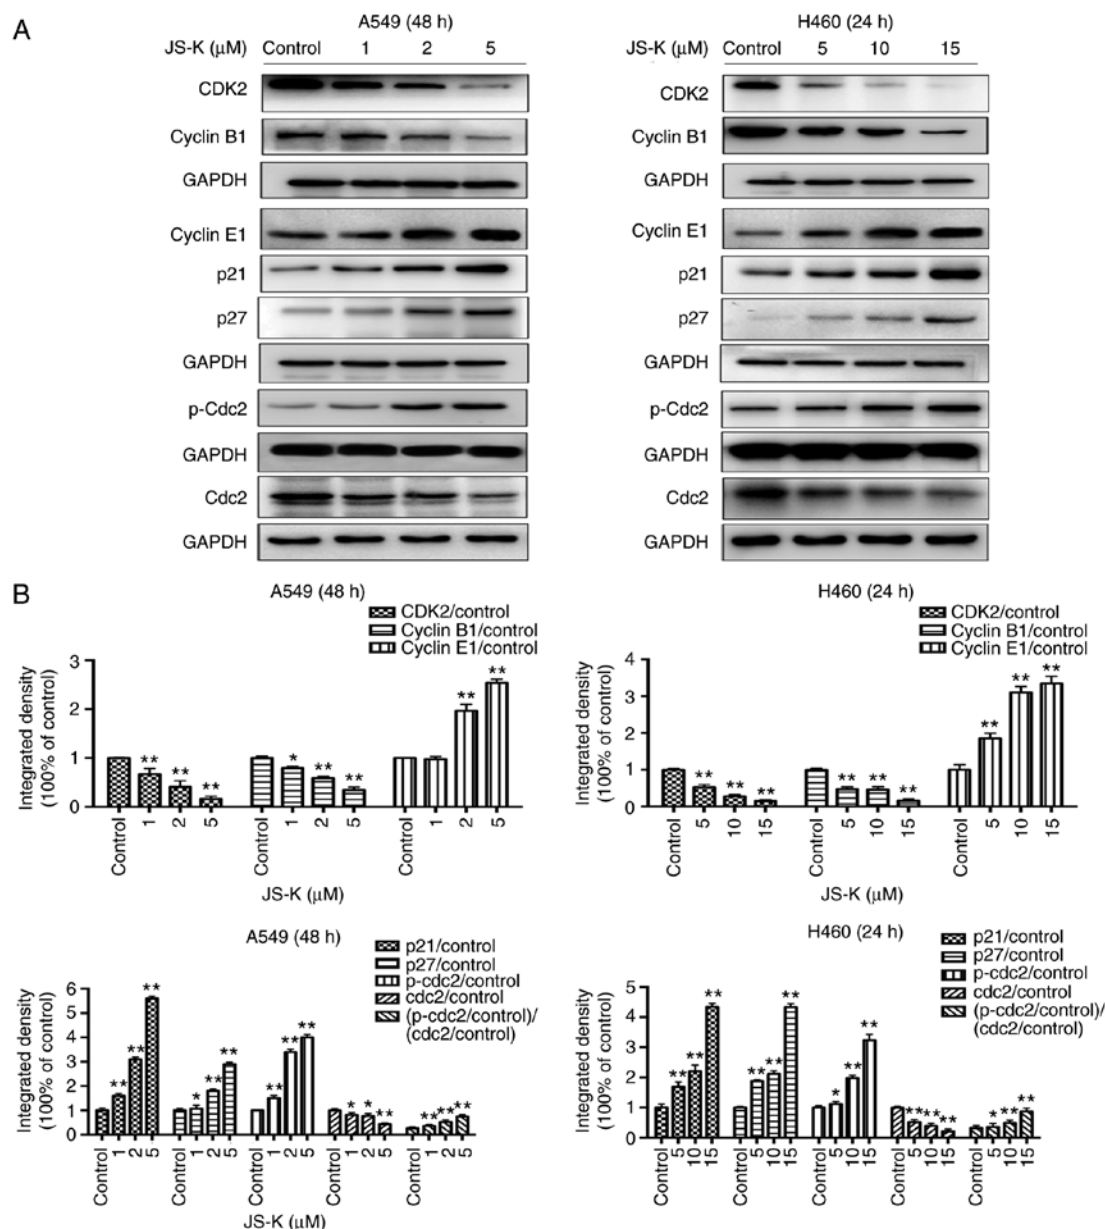 A
A549 (48 h)
JS-K (µM) Control 1 2 5
CDK2
Cyclin B1
GAPDH
Cyclin E1
p21
p27
GAPDH
p-Cdc2
GAPDH
Cdc2
GAPDH
H460 (24 h)
JS-K (µM) Control 5 10 15
CDK2
Cyclin B1
GAPDH
Cyclin E1
p21
p27
GAPDH
p-Cdc2
GAPDH
Cdc2
GAPDH
B
A549 (48 h)
CDK2/control
Cyclin B1/control
Cyclin E1/control
Integrated density
(100% of control)
3
2
1
0
** ** **
* ** **
** **
Control 1 2 5 Control 1 2 5 Control 1 2 5
JS-K (µM)
H460 (24 h)
CDK2/control
Cyclin B1/control
Cyclin E1/control
Integrated density
(100% of control)
4
3
2
1
0
** ** **
** ** **
** ** **
Control 5 10 15 Control 5 10 15 Control 5 10 15
JS-K (µM)
A549 (48 h)
p21/control
p27/control
p-cdc2/control
cdc2/control
(p-cdc2/control)/
(cdc2/control)
Integrated density
(100% of control)
6
5
4
3
2
1
0
** ** **
* ** **
** ** **
* * **
** ** **
Control 1 2 5 Control 1 2 5 Control 1 2 5 Control 1 2 5 Control 1 2 5
JS-K (µM)
H460 (24 h)
p21/control
p27/control
p-cdc2/control
cdc2/control
(p-cdc2/control)/
(cdc2/control)
Integrated density
(100% of control)
5
4
3
2
1
0
** ** **
** ** **
* ** **
** ** **
* ** **
Control 5 10 15 Control 5 10 15 Control 5 10 15 Control 5 10 15 Control 5 10 15
JS-K (µM)